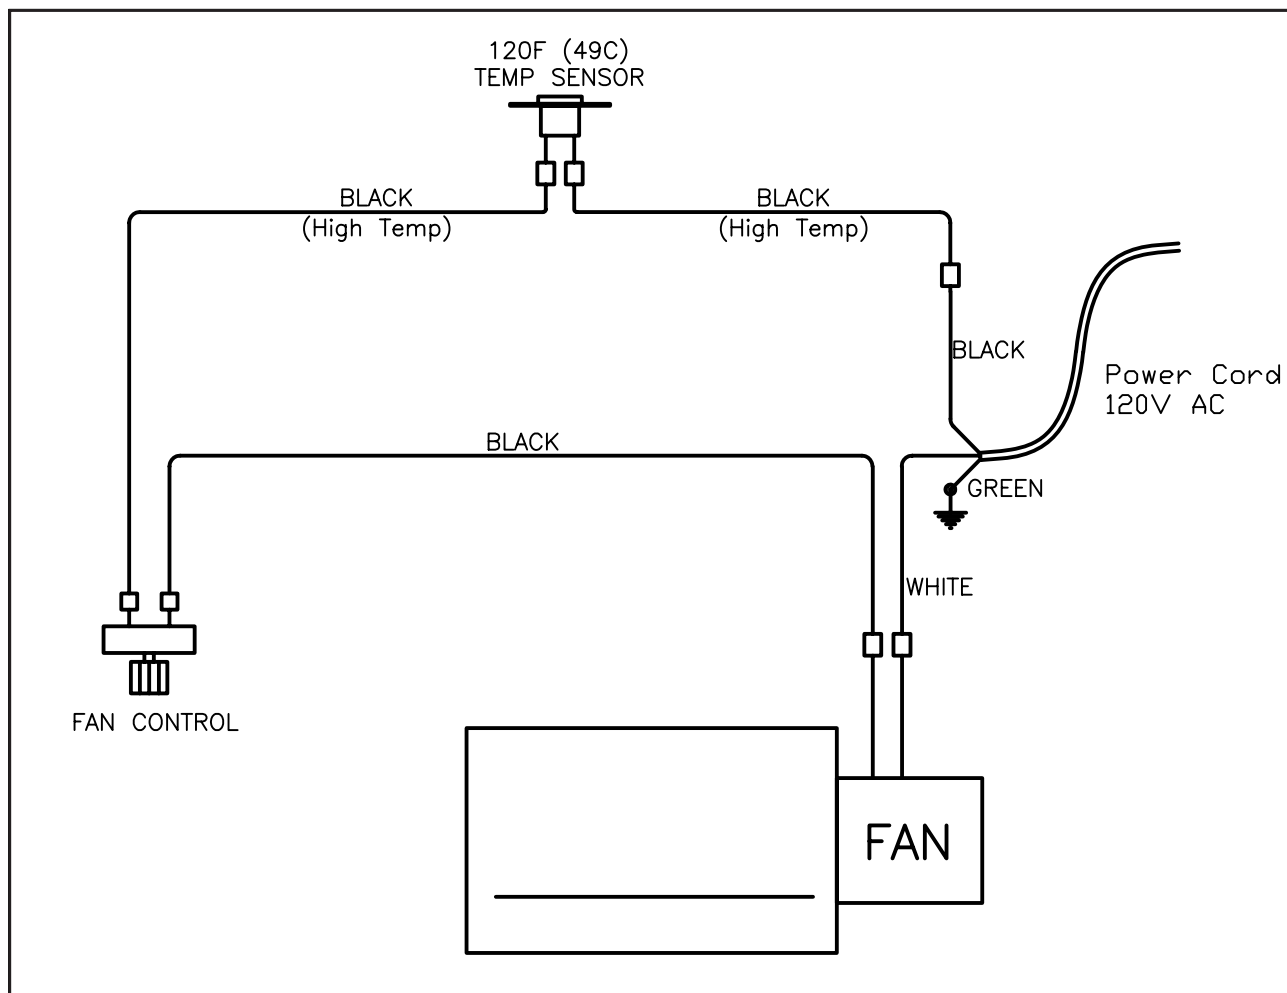 120F (49C)
TEMP SENSOR
BLACK
(High Temp)
BLACK
(High Temp)
BLACK
Power Cord
120V AC
BLACK
GREEN
WHITE
FAN CONTROL
FAN